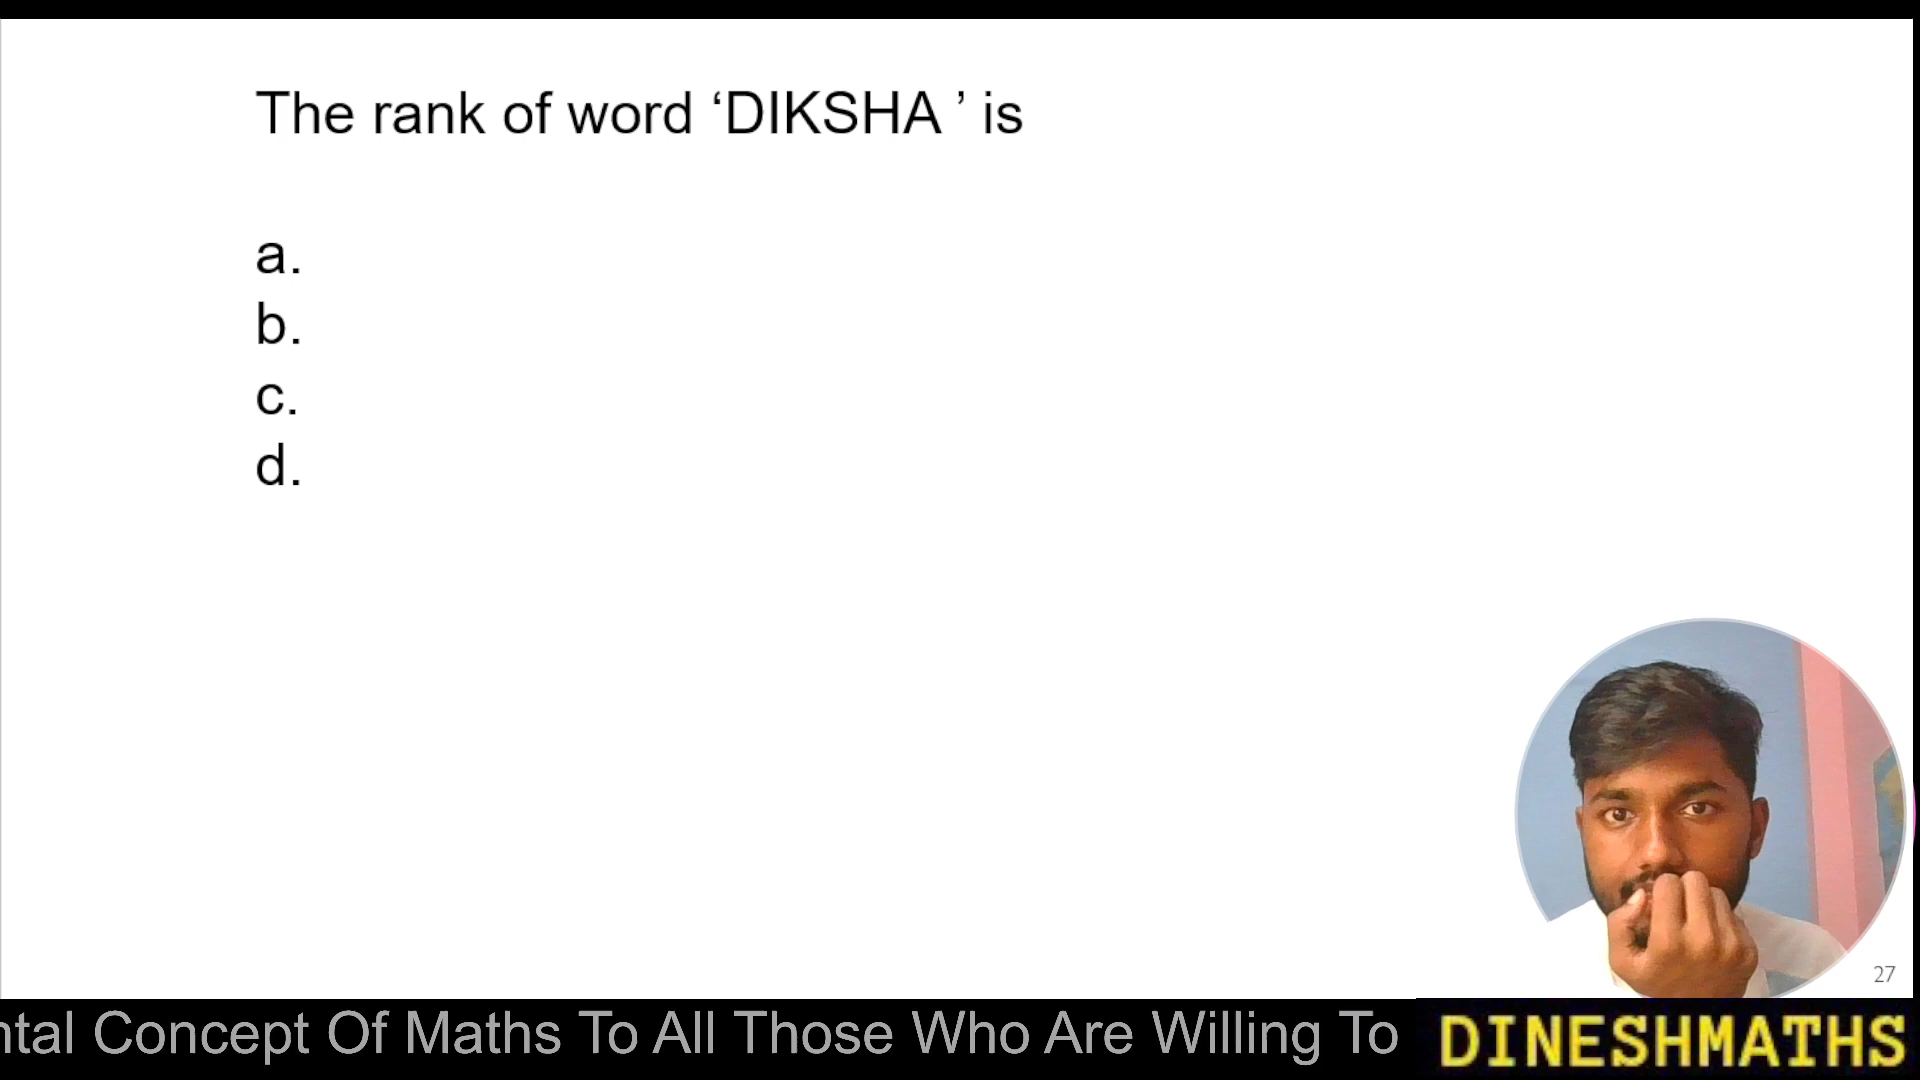 The rank of word ‘DIKSHA ’ is
a.
b.
c.
d.
27
ntal Concept Of Maths To All Those Who Are Willing To
DINESHMATHS